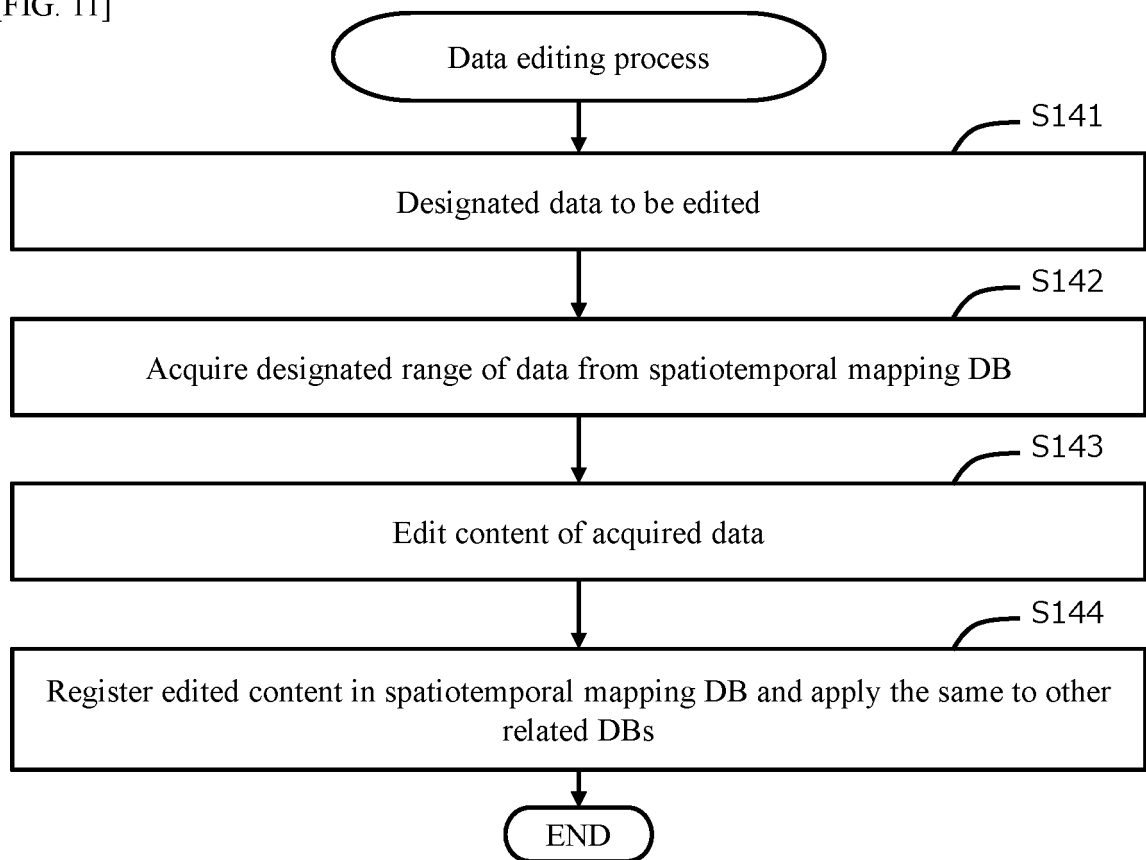 [FIG. 11]
Data editing process
S141
Designated data to be edited
S142
Acquire designated range of data from spatiotemporal mapping DB
S143
Edit content of acquired data
S144
Register edited content in spatiotemporal mapping DB and apply the same to other
related DBs
END